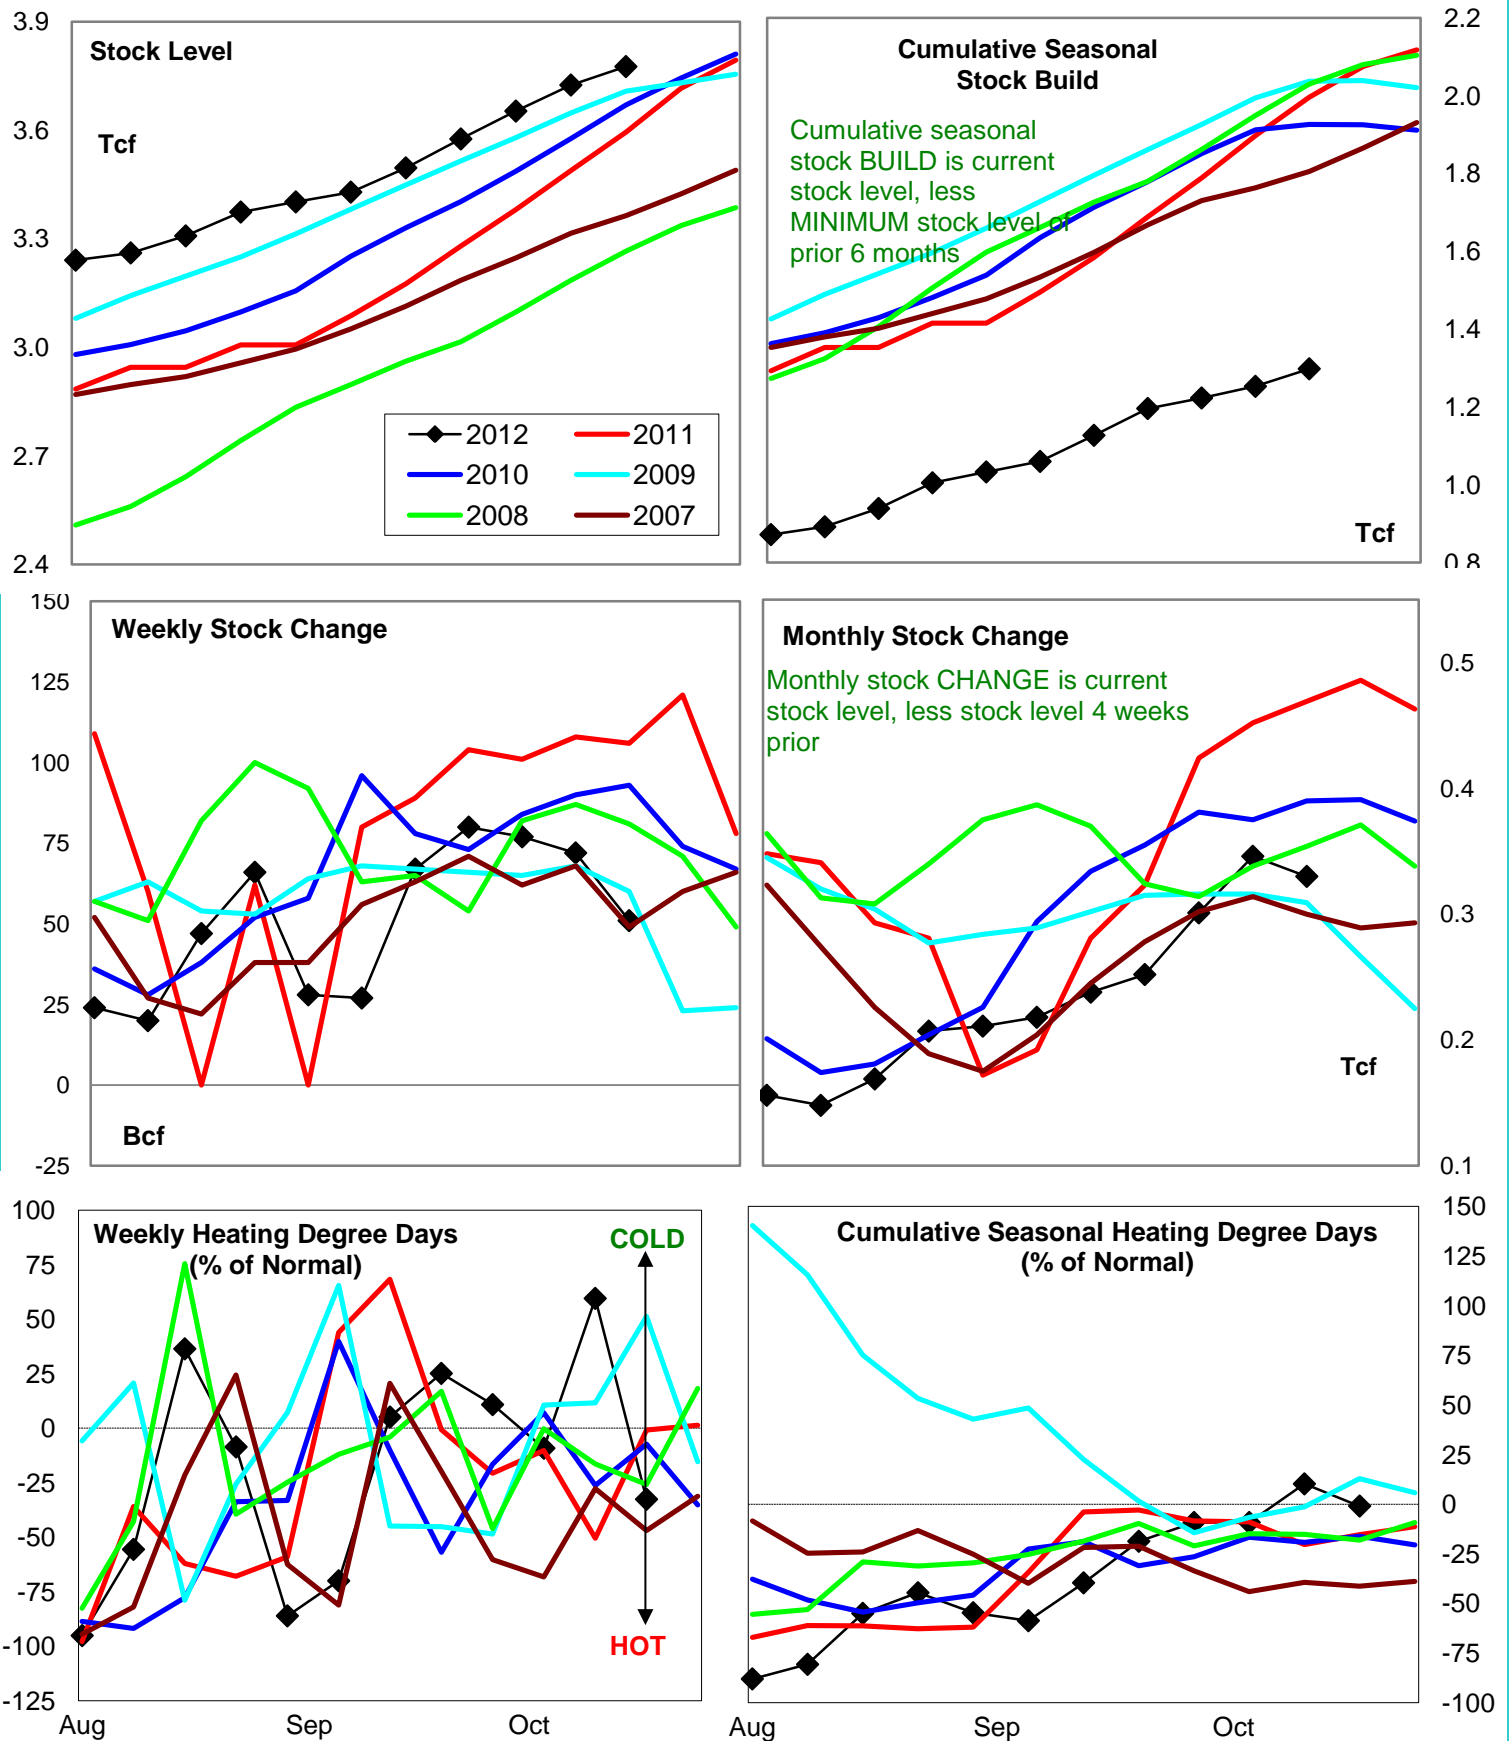 3.9
3.6
3.3
3.0
2.7
2.4
Stock Level
Tcf
2012
2011
2010
2009
2008
2007
Cumulative Seasonal
Stock Build
Cumulative seasonal
stock BUILD is current
stock level, less
MINIMUM stock level of
prior 6 months
Tcf
2.2
2.0
1.8
1.6
1.4
1.2
1.0
0.8
150
125
100
75
50
25
0
-25
Weekly Stock Change
Bcf
Monthly Stock Change
Monthly stock CHANGE is current
stock level, less stock level 4 weeks
prior
Tcf
0.5
0.4
0.3
0.2
0.1
100
75
50
25
0
-25
-50
-75
-100
-125
Weekly Heating Degree Days
(% of Normal)
COLD
HOT
Aug
Sep
Oct
Cumulative Seasonal Heating Degree Days
(% of Normal)
150
125
100
75
50
25
0
-25
-50
-75
-100
Aug
Sep
Oct